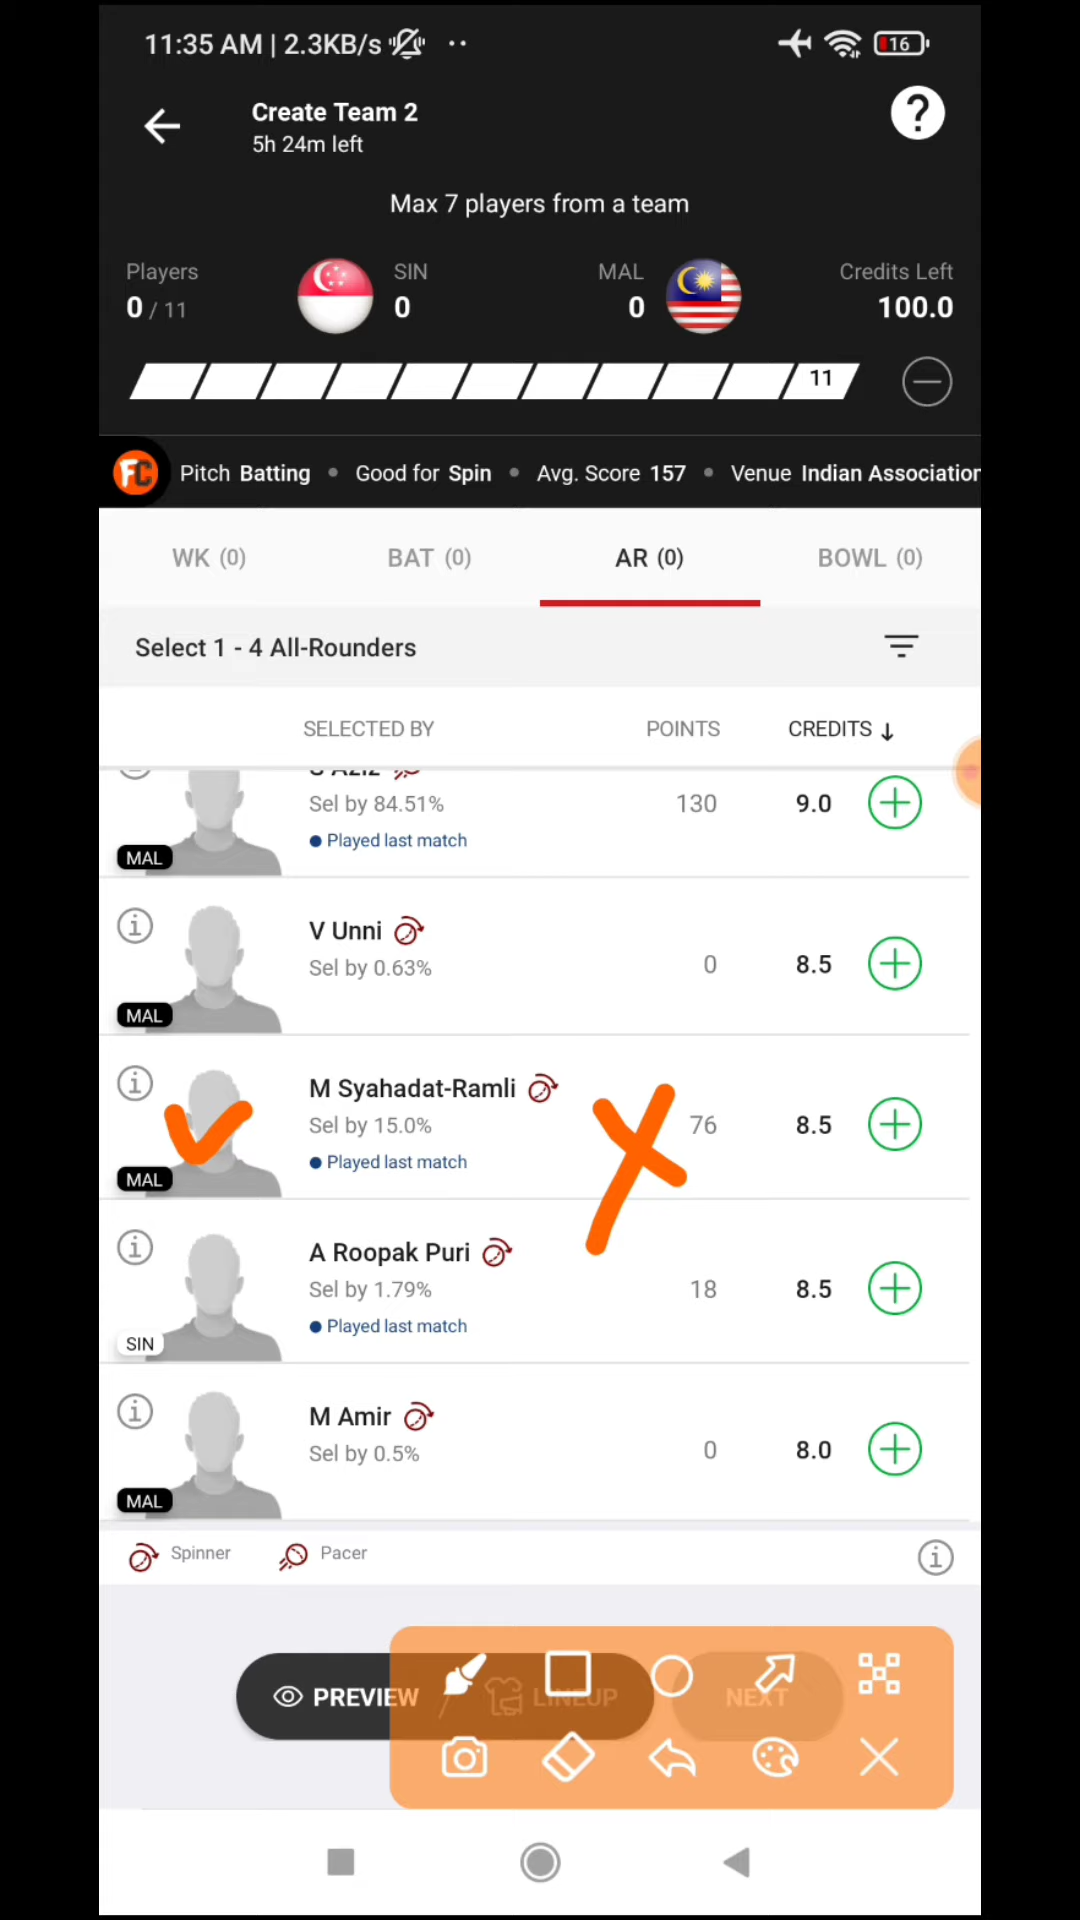 11:35 AM | 2.3KB/s
16
Create Team 2
5h 24m left
?
Max 7 players from a team
Players
SIN
MAL
Credits Left
0 / 11
0
0
100.0
11
FC Pitch Batting • Good for Spin • Avg. Score 157 • Venue Indian Association
WK (0)
BAT (0)
AR (0)
BOWL (0)
Select 1 - 4 All-Rounders
SELECTED BY
POINTS
CREDITS ↓
Sel by 84.51%
130
9.0
Played last match
MAL
V Unni
Sel by 0.63%
0
8.5
MAL
M Syahadat-Ramli
Sel by 15.0%
76
8.5
Played last match
MAL
A Roopak Puri
Sel by 1.79%
18
8.5
Played last match
SIN
M Amir
Sel by 0.5%
0
8.0
MAL
Spinner
Pacer
PREVIEW
LINEUP
NEXT